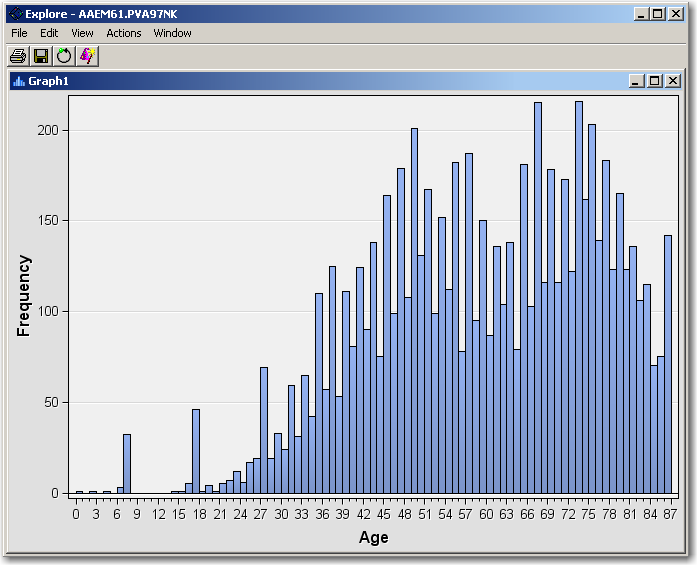 Explore - AAEM61.PVA97NK
File Edit View Actions Window
Graph1
200
150
100
50
0
Frequency
0 3 6 9 12 15 18 21 24 27 30 33 36 39 42 45 48 51 54 57 60 63 66 69 72 75 78 81 84 87
Age